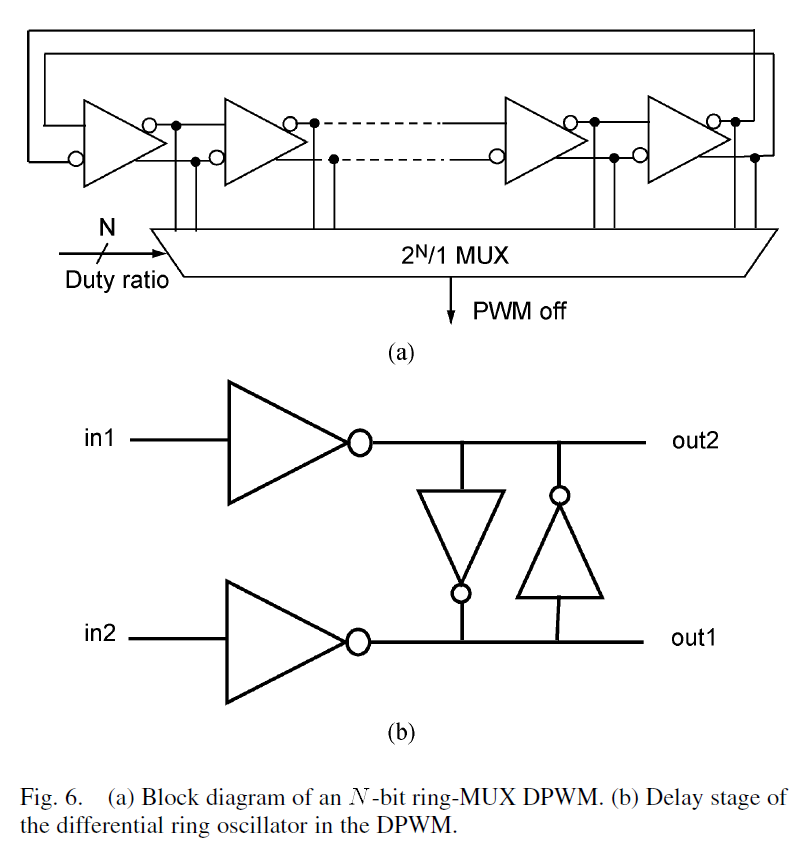 N
2ᴺ/1 MUX
Duty ratio
PWM off
(a)
in1
out2
in2
out1
(b)
Fig. 6. (a) Block diagram of an N-bit ring-MUX DPWM. (b) Delay stage of
the differential ring oscillator in the DPWM.